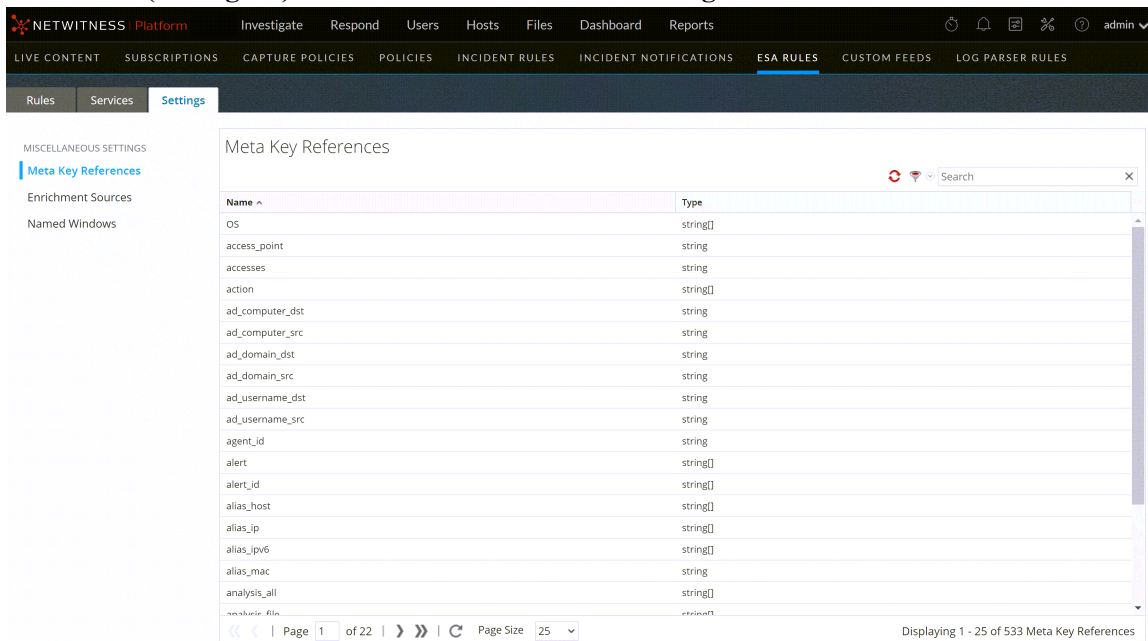 NETWITNESS Platform Investigate Respond Users Hosts Files Dashboard Reports admin
LIVE CONTENT SUBSCRIPTIONS CAPTURE POLICIES POLICIES INCIDENT RULES INCIDENT NOTIFICATIONS ESA RULES CUSTOM FEEDS LOG PARSER RULES
Rules Services Settings
MISCELLANEOUS SETTINGS
Meta Key References
Enrichment Sources
Named Windows
Meta Key References
Search
Name Type
OS string[]
access_point string
accesses string
action string[]
ad_computer_dst string
ad_computer_src string
ad_domain_dst string
ad_domain_src string
ad_username_dst string
ad_username_src string
agent_id string
alert string[]
alert_id string[]
alias_host string[]
alias_ip string[]
alias_ipv6 string[]
alias_mac string
analysis_all string[]
analysis_file string[]
Page 1 of 22 Page Size 25 Displaying 1 - 25 of 533 Meta Key References